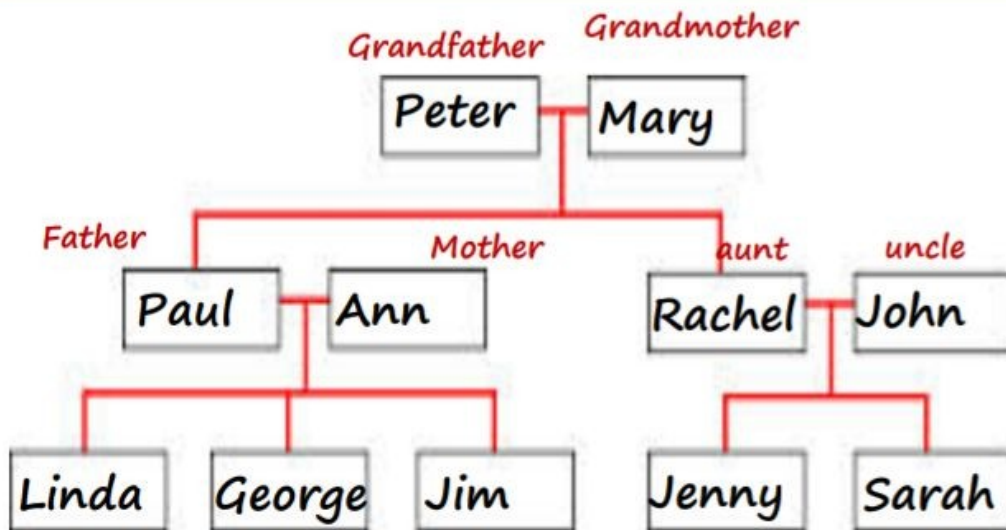 Grandfather Grandmother
Peter Mary
Father Mother aunt uncle
Paul Ann Rachel John
Linda George Jim Jenny Sarah